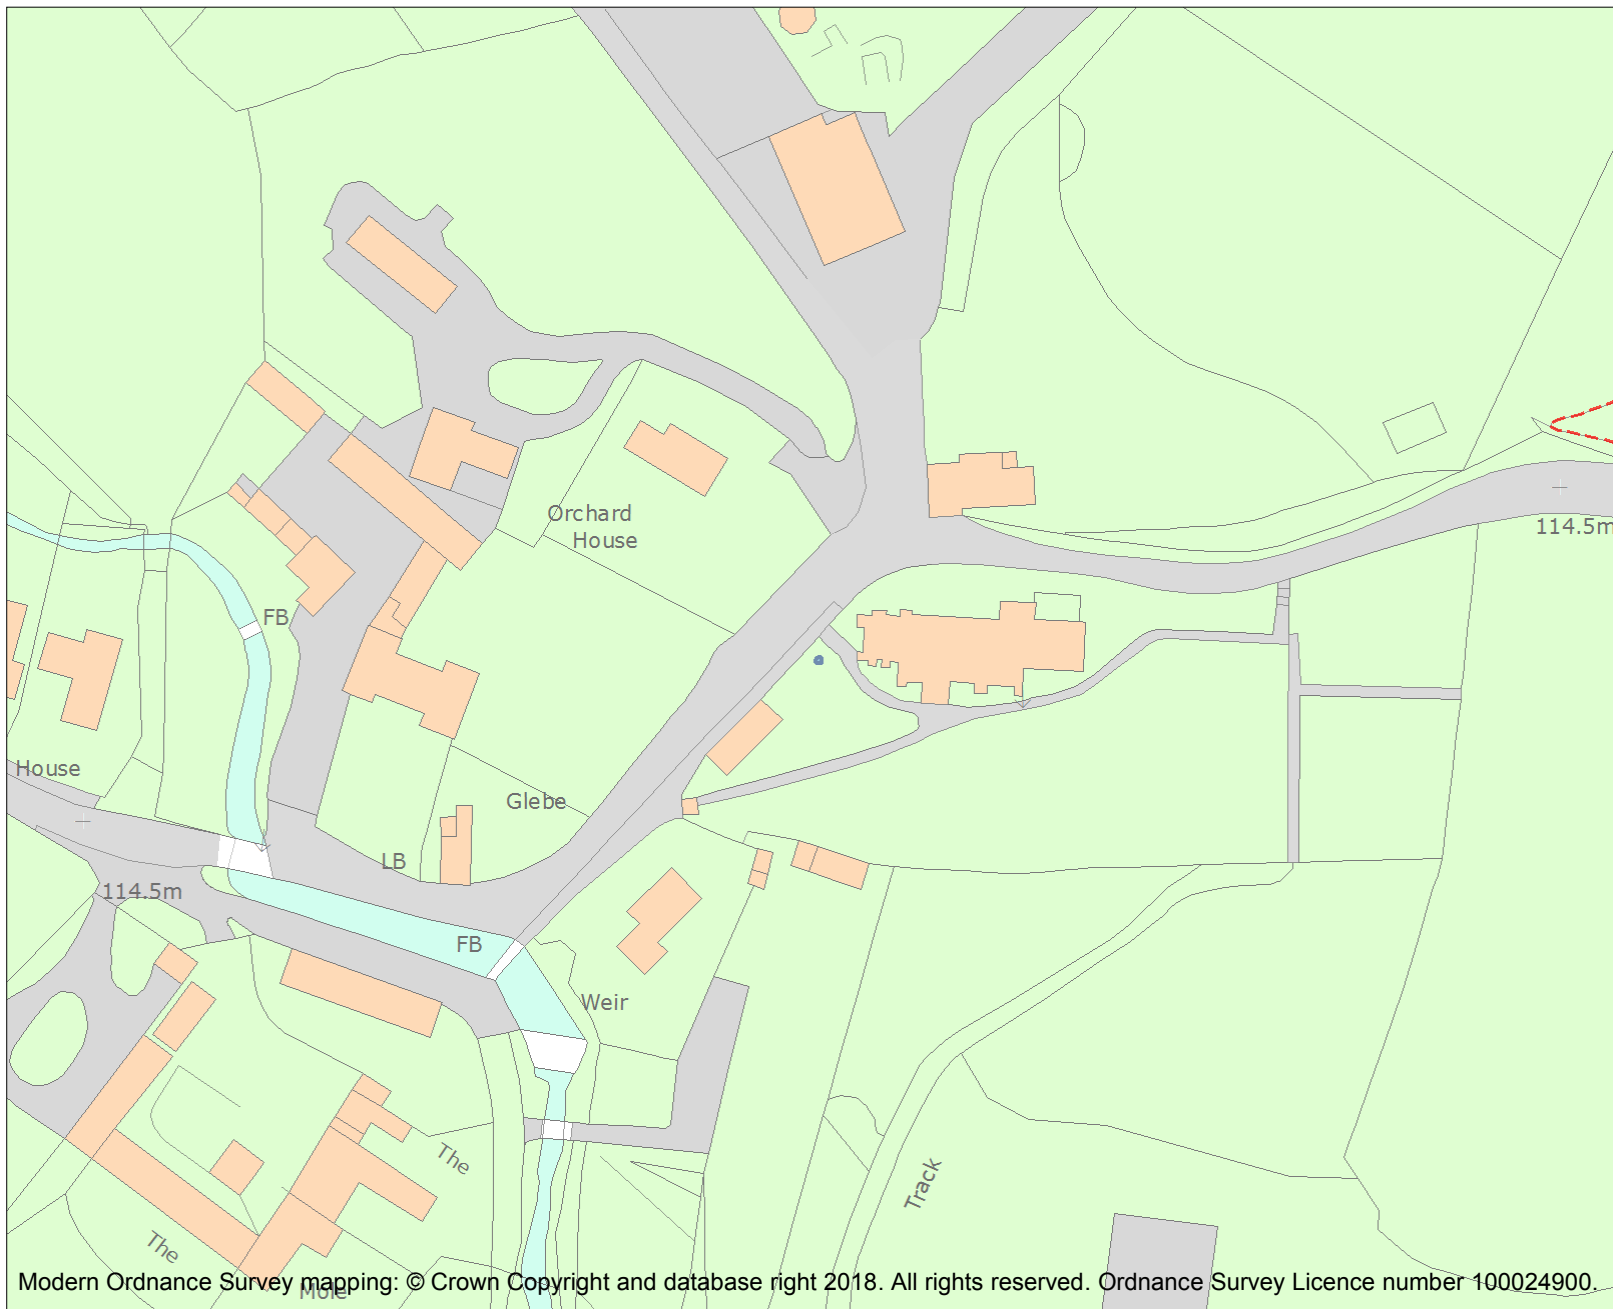 Orchard
House
114.5m
FB
House
Glebe
LB
114.5m
FB
Weir
The
Track
The
Mole
Modern Ordnance Survey mapping: © Crown Copyright and database right 2018. All rights reserved. Ordnance Survey Licence number 100024900.